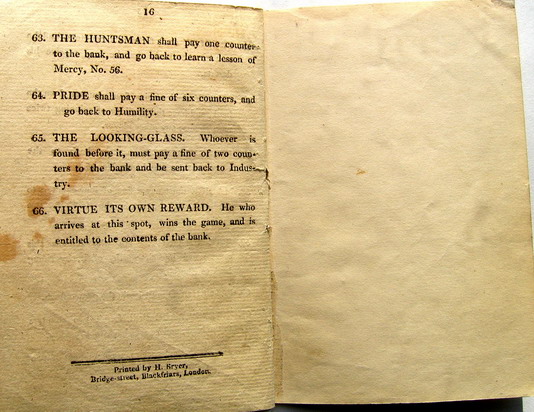 16
63. THE HUNTSMAN shall pay one counter
to the bank, and go back to learn a lesson of
Mercy, No. 56.
64. PRIDE shall pay a fine of six counters, and
go back to Humility.
65. THE LOOKING-GLASS. Whoever is
found before it, must pay a fine of two coun-
ters to the bank and be sent back to Indus-
try.
66. VIRTUE ITS OWN REWARD. He who
arrives at this spot, wins the game, and is
entitled to the contents of the bank.
Printed by H. Bryer,
Bridge-street, Blackfriars, London.